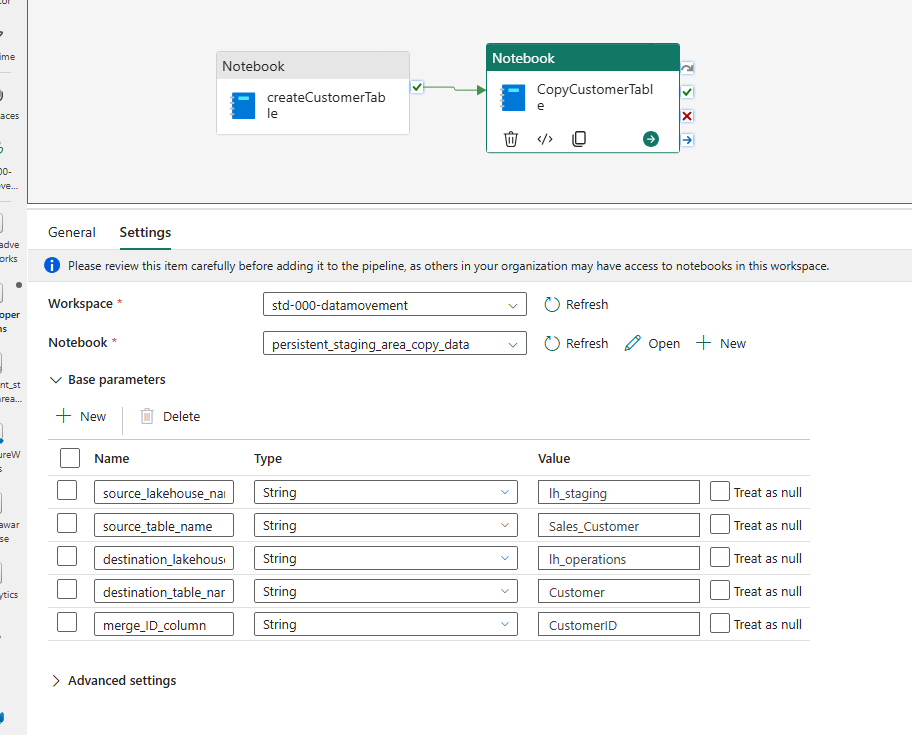 ime
Notebook
Notebook
createCustomerTab
le
CopyCustomerTabl
e
aces
00-
ve...
adve
orks
oper
ns
nt_st
area...
ureW
s
awar
se
ytics
General
Settings
Please review this item carefully before adding it to the pipeline, as others in your organization may have access to notebooks in this workspace.
Workspace *
std-000-datamovement
Refresh
Notebook *
persistent_staging_area_copy_data
Refresh
Open
New
Base parameters
New
Delete
Name
Type
Value
source_lakehouse_nar
String
lh_staging
Treat as null
source_table_name
String
Sales_Customer
Treat as null
destination_lakehouse
String
lh_operations
Treat as null
destination_table_nar
String
Customer
Treat as null
merge_ID_column
String
CustomerID
Treat as null
Advanced settings